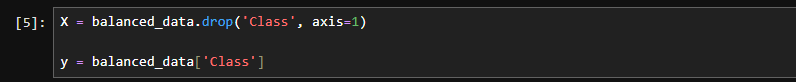 [5]: X = balanced_data.drop('Class', axis=1)
y = balanced_data['Class']